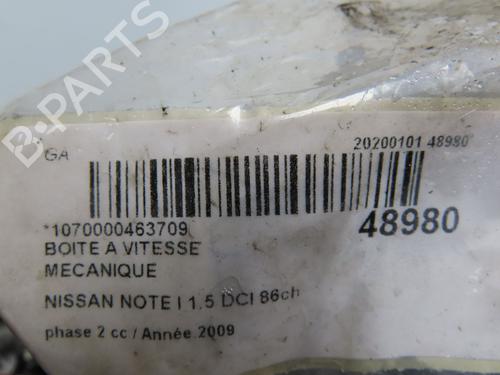 GA
20200101 48980
*1070000463709
48980
BOITE A VITESSE
MECANIQUE
NISSAN NOTE I 1.5 DCI 86ch
phase 2 cc / Année 2009
B-PARTS